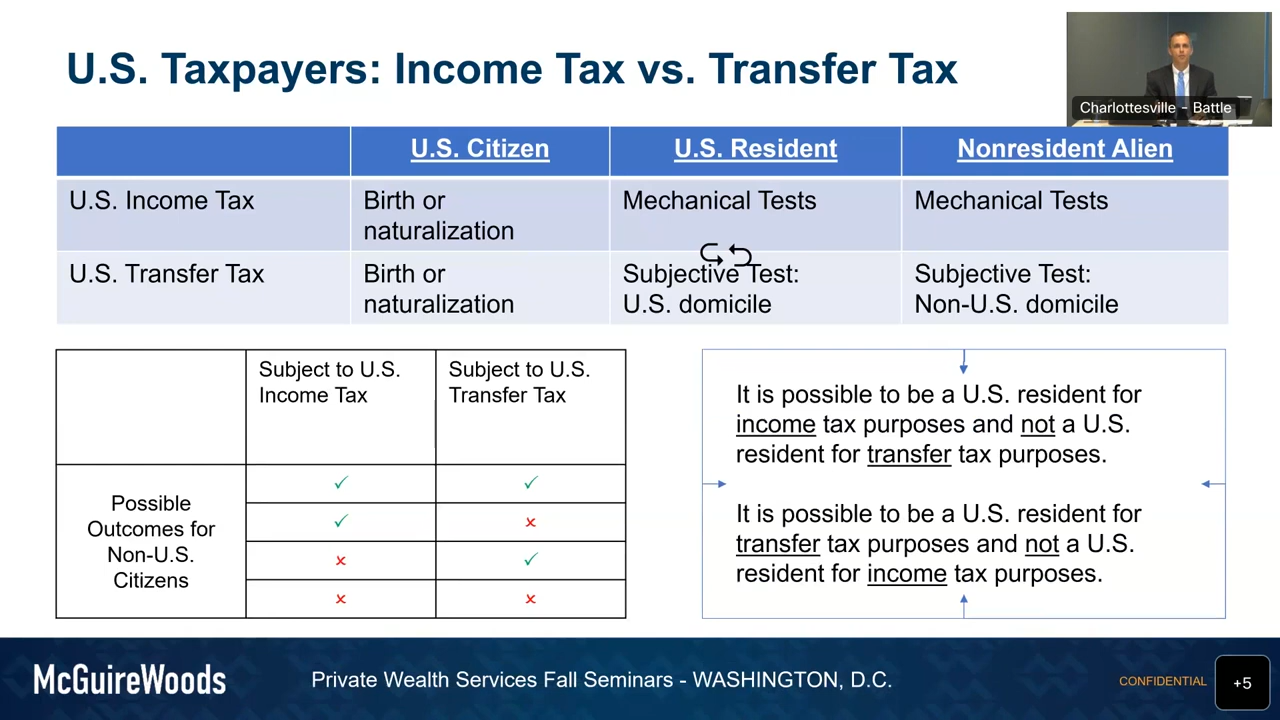 U.S. Taxpayers: Income Tax vs. Transfer Tax
Charlottesville - Battle
U.S. Citizen
U.S. Resident
Nonresident Alien
U.S. Income Tax
Birth or
naturalization
Mechanical Tests
Mechanical Tests
U.S. Transfer Tax
Birth or
naturalization
Subjective Test:
U.S. domicile
Subjective Test:
Non-U.S. domicile
Subject to U.S.
Income Tax
Subject to U.S.
Transfer Tax
Possible
Outcomes for
Non-U.S.
Citizens
✓ ✓
✓ ×
× ✓
× ×
It is possible to be a U.S. resident for
income tax purposes and not a U.S.
resident for transfer tax purposes.
It is possible to be a U.S. resident for
transfer tax purposes and not a U.S.
resident for income tax purposes.
McGuireWoods
Private Wealth Services Fall Seminars - WASHINGTON, D.C.
CONFIDENTIAL
+5